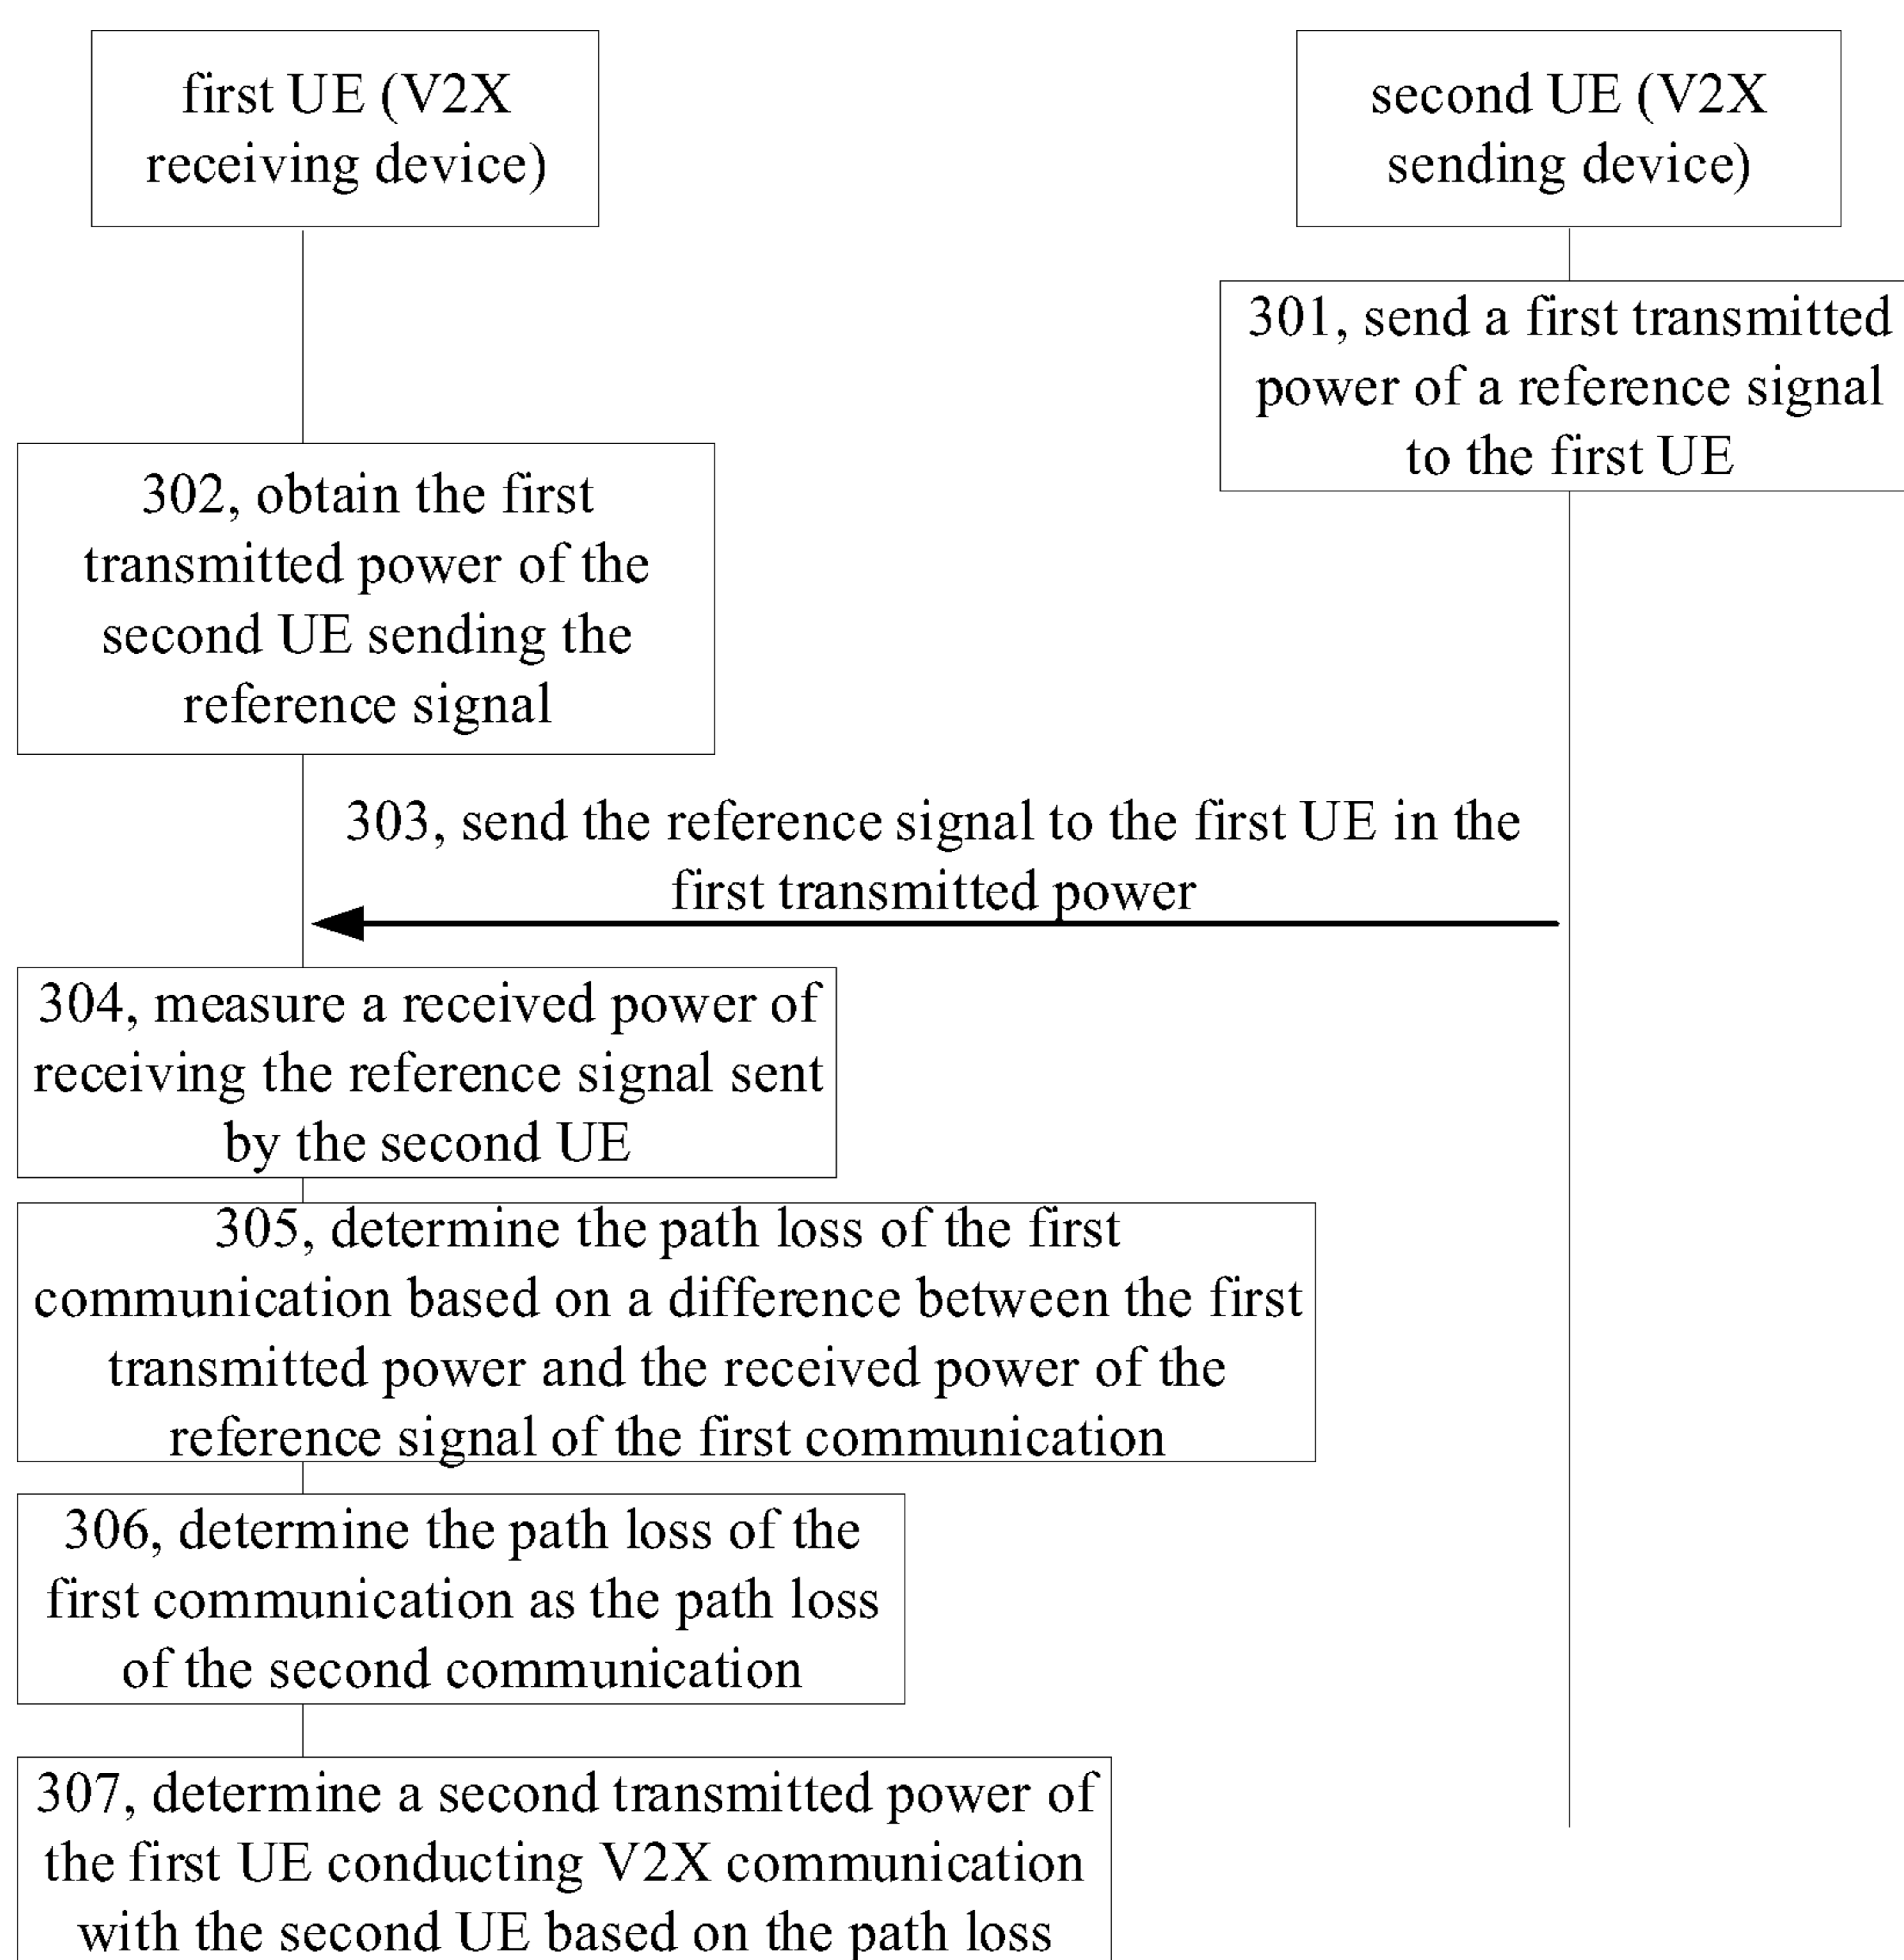 first UE (V2X
receiving device)
second UE (V2X
sending device)
301, send a first transmitted
power of a reference signal
to the first UE
302, obtain the first
transmitted power of the
second UE sending the
reference signal
303, send the reference signal to the first UE in the
first transmitted power
304, measure a received power of
receiving the reference signal sent
by the second UE
305, determine the path loss of the first
communication based on a difference between the first
transmitted power and the received power of the
reference signal of the first communication
306, determine the path loss of the
first communication as the path loss
of the second communication
307, determine a second transmitted power of
the first UE conducting V2X communication
with the second UE based on the path loss